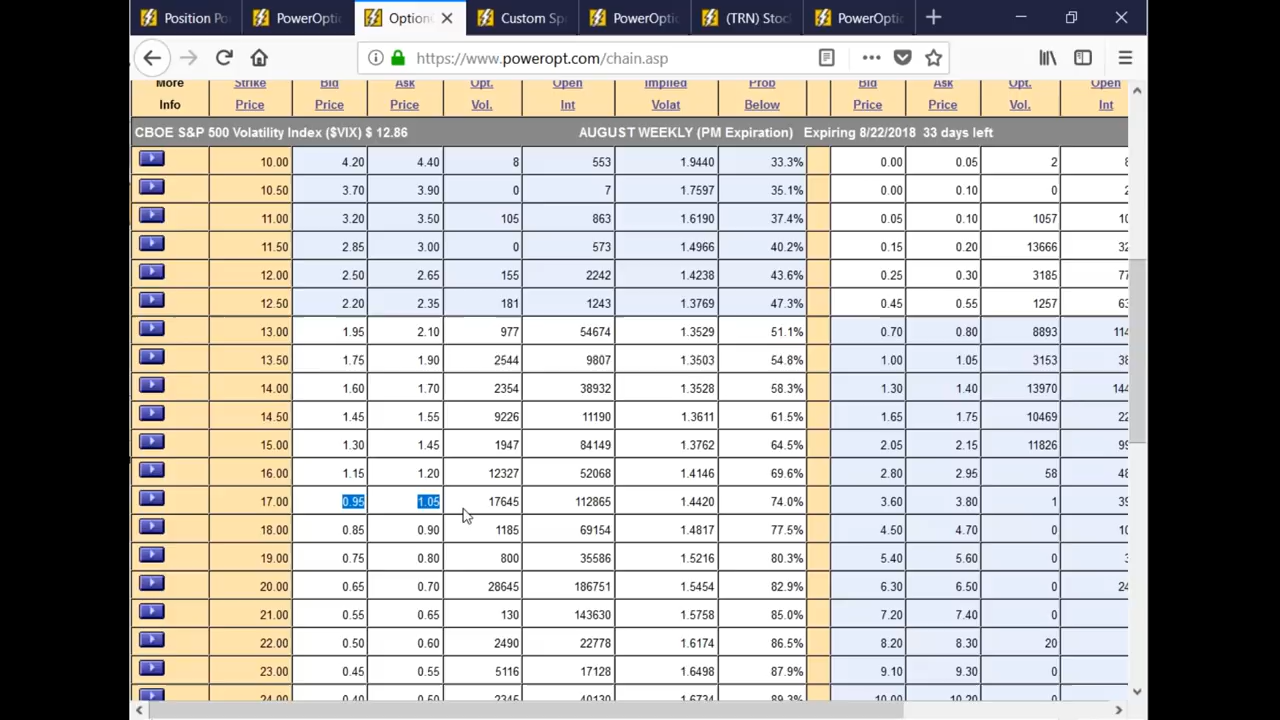 Position Po PowerOptic Option Custom Sp PowerOptic (TRN) Stoc PowerOptic
https://www.poweropt.com/chain.asp
More Strike Bid Ask Opt. Open Implied Prob Bid Ask Opt. Open
Info Price Price Price Vol. Int Volat Below Price Price Vol. Int
CBOE S&P 500 Volatility Index ($VIX) $ 12.86 AUGUST WEEKLY (PM Expiration) Expiring 8/22/2018 33 days left
10.00 4.20 4.40 8 553 1.9440 33.3% 0.00 0.05 2
10.50 3.70 3.90 0 7 1.7597 35.1% 0.00 0.10 0
11.00 3.20 3.50 105 863 1.6190 37.4% 0.05 0.10 1057
11.50 2.85 3.00 0 573 1.4966 40.2% 0.15 0.20 13666
12.00 2.50 2.65 155 2242 1.4238 43.6% 0.25 0.30 3185
12.50 2.20 2.35 181 1243 1.3769 47.3% 0.45 0.55 1257
13.00 1.95 2.10 977 54674 1.3529 51.1% 0.70 0.80 8893
13.50 1.75 1.90 2544 9807 1.3503 54.8% 1.00 1.05 3153
14.00 1.60 1.70 2354 38932 1.3528 58.3% 1.30 1.40 13970
14.50 1.45 1.55 9226 11190 1.3611 61.5% 1.65 1.75 10469
15.00 1.30 1.45 1947 84149 1.3762 64.5% 2.05 2.15 11826
16.00 1.15 1.20 12327 52068 1.4146 69.6% 2.80 2.95 58
17.00 0.95 1.05 17645 112865 1.4420 74.0% 3.60 3.80 1
18.00 0.85 0.90 1185 69154 1.4817 77.5% 4.50 4.70 0
19.00 0.75 0.80 800 35586 1.5216 80.3% 5.40 5.60 0
20.00 0.65 0.70 28645 186751 1.5454 82.9% 6.30 6.50 0
21.00 0.55 0.65 130 143630 1.5758 85.0% 7.20 7.40 0
22.00 0.50 0.60 2490 22778 1.6174 86.5% 8.20 8.30 20
23.00 0.45 0.55 5116 17128 1.6498 87.9% 9.10 9.30 0
24.00 0.40 0.50 2345 40130 1.6734 89.3% 10.00 10.20 0